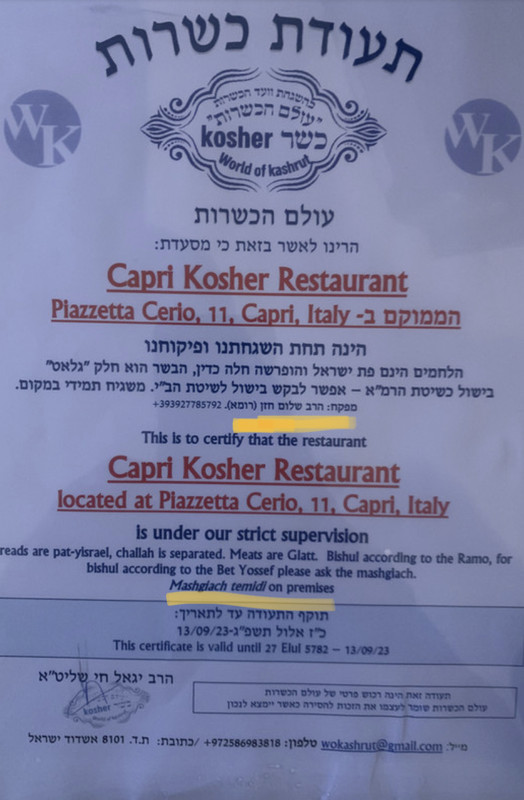 תעודת כשרות
WK
בהשגחת וועד הכשרות
"עולם הכשרות"
kosher כשר
World of kashrut
WK
עולם הכשרות
הרינו לאשר בזאת כי מסעדת:
Capri Kosher Restaurant
הממוקם ב- Piazzetta Cerio, 11, Capri, Italy
הינה תחת השגחתנו ופיקוחנו
הלחמים הינם פת ישראל והופרשה חלה כדין, הבשר הוא חלק "גלאט"
בישול כשיטת הרמ"א – אפשר לבקש בישול לשיטת הב"י. משגיח תמידי במקום.
מפקח: הרב שלום חזן (רומא). +393927785792
This is to certify that the restaurant
Capri Kosher Restaurant
located at Piazzetta Cerio, 11, Capri, Italy
is under our strict supervision
reads are pat-yisrael, challah is separated. Meats are Glatt. Bishul according to the Ramo, for
bishul according to the Bet Yossef please ask the mashgiach.
Mashgiach temidi on premises
תוקף התעודה עד לתאריך:
כ"ז אלול תשפ"ג-13/09/23
This certificate is valid until 27 Elul 5782 – 13/09/23
הרב יגאל חי שליט"א
kosher
World of kashrut
תעודה זאת הינה רכוש פרטי של עולם הכשרות
עולם הכשרות שומר לעצמו את הזכות להסירה כאשר יימצא לנכון
מייל: wokashrut@gmail.com טלפון: +972586983818 /כתובת: ת.ד. 8101 אשדוד ישראל